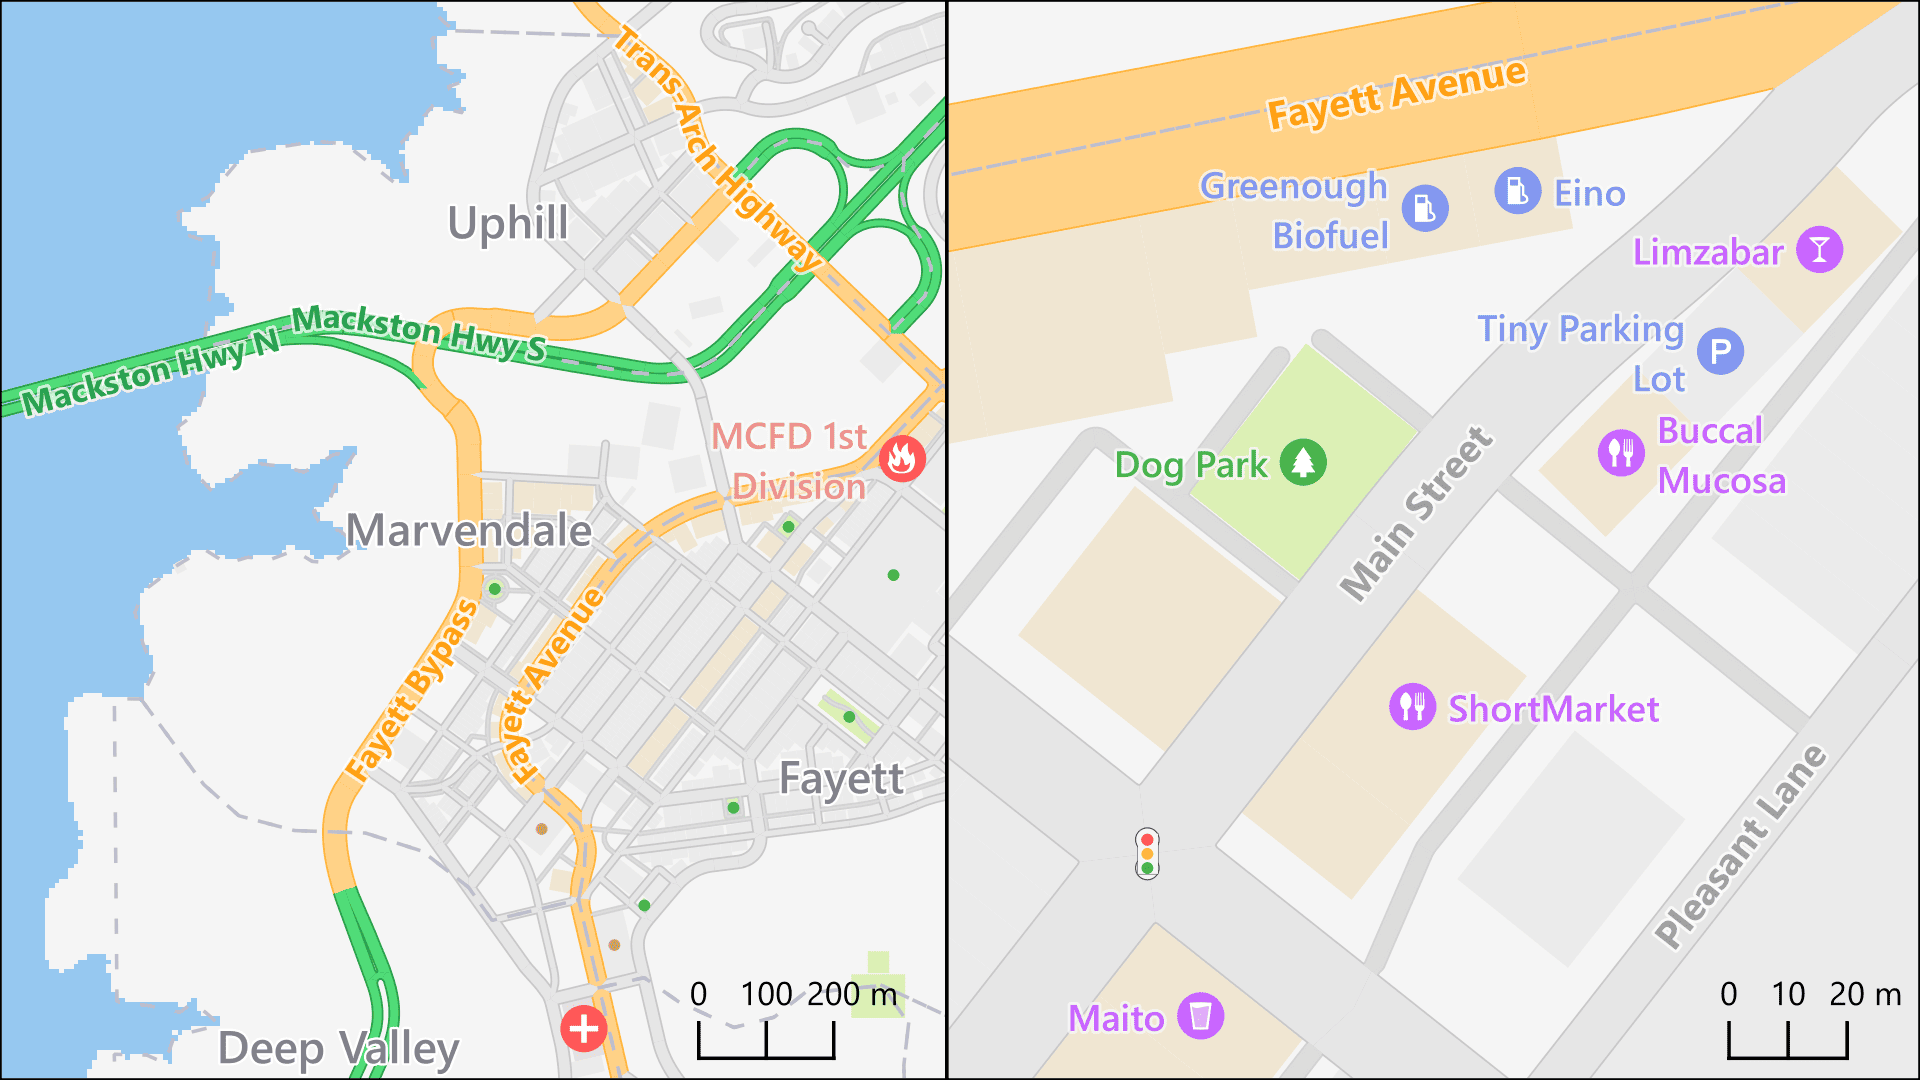 Trans-Arch Highway
Uphill
Mackston Hwy S
Mackston Hwy N
MCFD 1st
Division
Marvendale
Fayett Bypass
Fayett Avenue
Fayett
Deep Valley
0 100 200 m
Fayett Avenue
Greenough
Biofuel
Eino
Limzabar
Tiny Parking
Lot
P
Buccal
Mucosa
Dog Park
Main Street
ShortMarket
Pleasant Lane
Maito
0 10 20 m